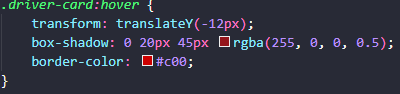 .driver-card:hover {
transform: translateY(-12px);
box-shadow: 0 20px 45px rgba(255, 0, 0, 0.5);
border-color: #c00;
}